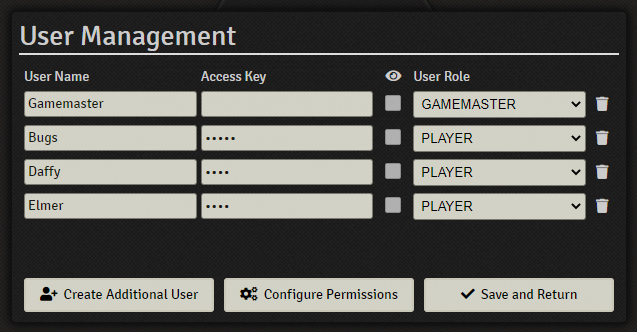 User Management
User Name Access Key User Role
Gamemaster GAMEMASTER
Bugs ••••• PLAYER
Daffy •••• PLAYER
Elmer •••• PLAYER
Create Additional User Configure Permissions Save and Return